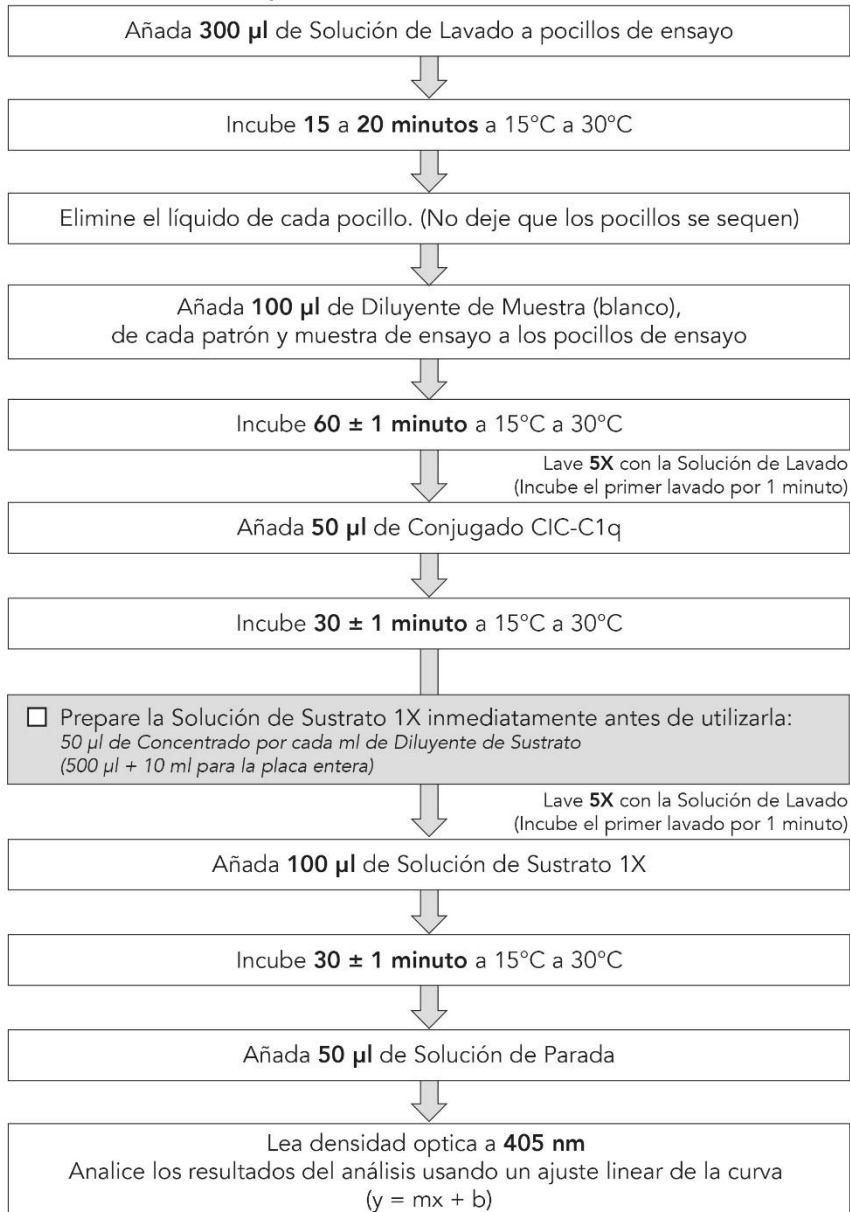 Añada 300 µl de Solución de Lavado a pocillos de ensayo
Incube 15 a 20 minutos a 15°C a 30°C
Elimine el líquido de cada pocillo. (No deje que los pocillos se sequen)
Añada 100 µl de Diluyente de Muestra (blanco),
de cada patrón y muestra de ensayo a los pocillos de ensayo
Incube 60 ± 1 minuto a 15°C a 30°C
Lave 5X con la Solución de Lavado
(Incube el primer lavado por 1 minuto)
Añada 50 µl de Conjugado CIC-C1q
Incube 30 ± 1 minuto a 15°C a 30°C
Prepare la Solución de Sustrato 1X inmediatamente antes de utilizarla:
50 µl de Concentrado por cada ml de Diluyente de Sustrato
(500 µl + 10 ml para la placa entera)
Lave 5X con la Solución de Lavado
(Incube el primer lavado por 1 minuto)
Añada 100 µl de Solución de Sustrato 1X
Incube 30 ± 1 minuto a 15°C a 30°C
Añada 50 µl de Solución de Parada
Lea densidad optica a 405 nm
Analice los resultados del análisis usando un ajuste linear de la curva
(y = mx + b)